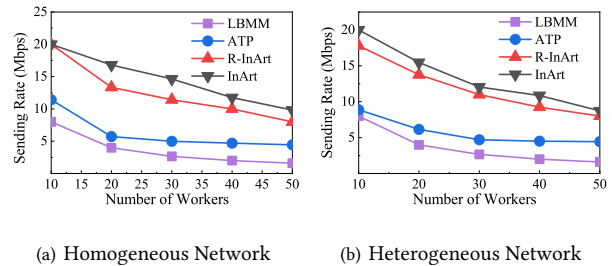 25
20
15
10
5
Sending Rate (Mbps)
LBMM
ATP
R-InArt
InArt
10 15 20 25 30 35 40 45 50
Number of Workers
(a) Homogeneous Network
20
15
10
5
Sending Rate (Mbps)
LBMM
ATP
R-InArt
InArt
10 20 30 40 50
Number of Workers
(b) Heterogeneous Network